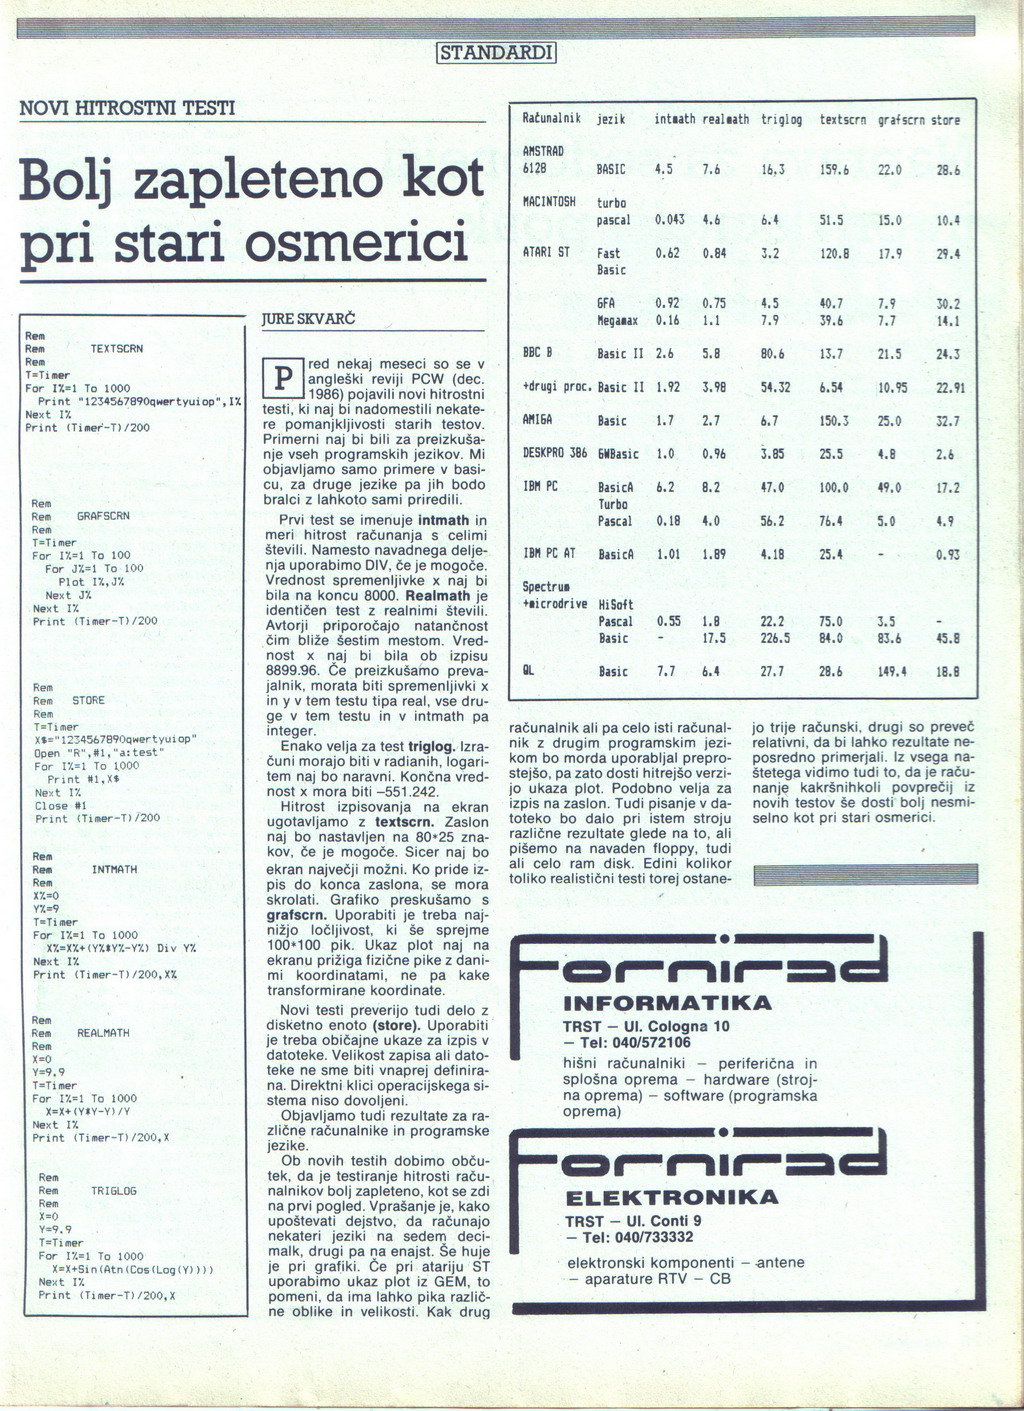 STANDARDI
NOVI HITROSTNI TESTI
Bolj zapleteno kot
pri stari osmerici
Rem
Rem TEXTSCRN
Rem
T=Timer
For I%=1 To 1000
Print "1234567890qwertyuiop",I%
Next I%
Print (Timer-T)/200
Rem
Rem GRAFSCRN
Rem
T=Timer
For I%=1 To 100
For J%=1 To 100
Plot I%,J%
Next J%
Next I%
Print (Timer-T)/200
Rem
Rem STORE
Rem
T=Timer
X$="1234567890qwertyuiop"
Open "R",#1,"a:test"
For I%=1 To 1000
Print #1,X$
Next I%
Close #1
Print (Timer-T)/200
Rem
Rem INTMATH
Rem
X%=0
Y%=9
T=Timer
For I%=1 To 1000
X%=X%+(Y%*Y%-Y%) Div Y%
Next I%
Print (Timer-T)/200,X%
Rem
Rem REALMATH
Rem
X=0
Y=9.9
T=Timer
For I%=1 To 1000
X=X+(Y*Y-Y)/Y
Next I%
Print (Timer-T)/200,X
Rem
Rem TRIGLOG
Rem
X=0
Y=9.9
T=Timer
For I%=1 To 1000
X=X+Sin(Atn(Cos(Log(Y))))
Next I%
Print (Timer-T)/200,X
JURE SKVARČ
Pred nekaj meseci so se v
angleški reviji PCW (dec.
1986) pojavili novi hitrostni
testi, ki naj bi nadomestili nekate-
re pomanjkljivosti starih testov.
Primerni naj bi bili za preizkuša-
nje vseh programskih jezikov. Mi
objavljamo samo primere v basi-
cu, za druge jezike pa jih bodo
bralci z lahkoto sami priredili.
Prvi test se imenuje intmath in
meri hitrost računanja s celimi
števili. Namesto navadnega delje-
nja uporabimo DIV, če je mogoče.
Vrednost spremenljivke x naj bi
bila na koncu 8000. Realmath je
identičen test z realnimi števili.
Avtorji priporočajo natančnost
čim bliže šestim mestom. Vred-
nost x naj bi bila ob izpisu
8899.96. Če preizkušamo preva-
jalnik, morata biti spremenljivki x
in y v tem testu tipa real, vse dru-
ge v tem testu in v intmath pa
integer.
Enako velja za test triglog. Izra-
čuni morajo biti v radianih, logari-
tem naj bo naravni. Končna vred-
nost x mora biti –551.242.
Hitrost izpisovanja na ekran
ugotavljamo z textscrn. Zaslon
naj bo nastavljen na 80*25 zna-
kov, če je mogoče. Sicer naj bo
ekran največji možni. Ko pride iz-
pis do konca zaslona, se mora
skrolati. Grafiko preskušamo s
grafscrn. Uporabiti je treba naj-
nižjo ločljivost, ki še sprejme
100*100 pik. Ukaz plot naj na
ekranu prižiga fizične pike z dani-
mi koordinatami, ne pa kake
transformirane koordinate.
Novi testi preverijo tudi delo z
disketno enoto (store). Uporabiti
je treba običajne ukaze za izpis v
datoteke. Velikost zapisa ali dato-
teke ne sme biti vnaprej definira-
na. Direktni klici operacijskega si-
stema niso dovoljeni.
Objavljamo tudi rezultate za ra-
zlične računalnike in programske
jezike.
Ob novih testih dobimo obču-
tek, da je testiranje hitrosti raču-
nalnikov bolj zapleteno, kot se zdi
na prvi pogled. Vprašanje je, kako
upoštevati dejstvo, da računajo
nekateri jeziki na sedem deci-
malk, drugi pa na enajst. Še huje
je pri grafiki. Če pri atariju ST
uporabimo ukaz plot iz GEM, to
pomeni, da ima lahko pika različ-
ne oblike in velikosti. Kak drug
Računalnik jezik intmath realmath triglog textscrn grafscrn store
AMSTRAD
6128 BASIC 4.5 7.6 16.3 159.6 22.0 28.6
MACINTOSH turbo
pascal 0.043 4.6 6.4 51.5 15.0 10.4
ATARI ST Fast 0.62 0.84 3.2 120.8 17.9 29.4
Basic
GFA 0.92 0.75 4.5 40.7 7.9 30.2
Megamax 0.16 1.1 7.9 39.6 7.7 14.1
BBC B Basic II 2.6 5.8 80.6 13.7 21.5 24.3
+drugi proc. Basic II 1.92 3.98 54.32 6.54 10.95 22.91
AMIGA Basic 1.7 2.7 6.7 150.3 25.0 32.7
DESKPRO 386 GWBasic 1.0 0.96 3.85 25.5 4.8 2.6
IBM PC BasicA 6.2 8.2 47.0 100.0 49.0 17.2
Turbo
Pascal 0.18 4.0 56.2 76.4 5.0 4.9
IBM PC AT BasicA 1.01 1.89 4.18 25.4 - 0.93
Spectrum
+microdrive HiSoft
Pascal 0.55 1.8 22.2 75.0 3.5 -
Basic - 17.5 226.5 84.0 83.6 45.8
QL Basic 7.7 6.4 27.7 28.6 149.4 18.8
računalnik ali pa celo isti računal-
nik z drugim programskim jezi-
kom bo morda uporabljal prepro-
stejšo, pa zato dosti hitrejšo verzi-
jo ukaza plot. Podobno velja za
izpis na zaslon. Tudi pisanje v da-
toteko bo dalo pri istem stroju
različne rezultate glede na to, ali
pišemo na navaden floppy, tudi
ali celo ram disk. Edini kolikor
toliko realistični testi torej ostane-
jo trije računski, drugi so preveč
relativni, da bi lahko rezultate ne-
posredno primerjali. Iz vsega na-
štetega vidimo tudi to, da je raču-
nanje kakršnihkoli povprečij iz
novih testov še dosti bolj nesmi-
selno kot pri stari osmerici.
Fornirad
INFORMATIKA
TRST – Ul. Cologna 10
– Tel: 040/572106
hišni računalniki – periferična in
splošna oprema – hardware (stroj-
na oprema) – software (programska
oprema)
Fornirad
ELEKTRONIKA
TRST – Ul. Conti 9
– Tel: 040/733332
elektronski komponenti – antene
– aparature RTV – CB